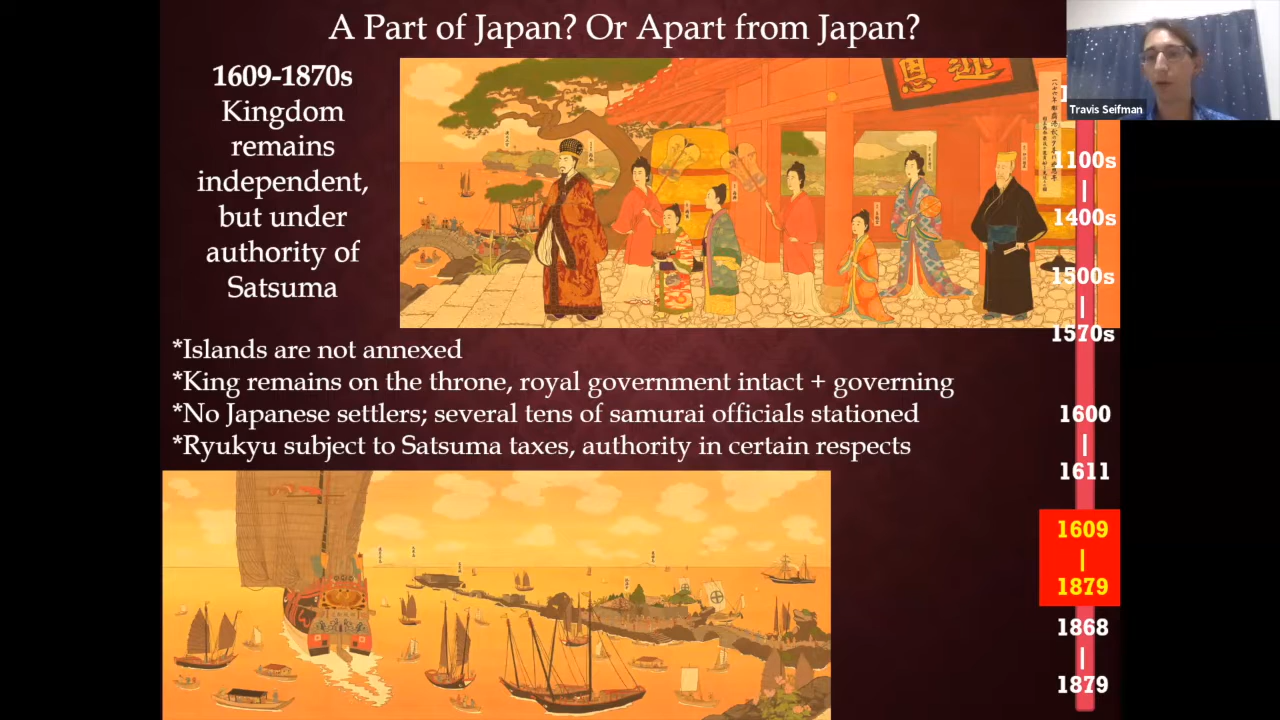 A Part of Japan? Or Apart from Japan?
1609-1870s
Kingdom
remains
independent,
but under
authority of
Satsuma
Travis Seifman
*Islands are not annexed
*King remains on the throne, royal government intact + governing
*No Japanese settlers; several tens of samurai officials stationed
*Ryukyu subject to Satsuma taxes, authority in certain respects
1100s
|
1400s
1500s
|
1570s
1600
|
1611
1609
|
1879
1868
|
1879